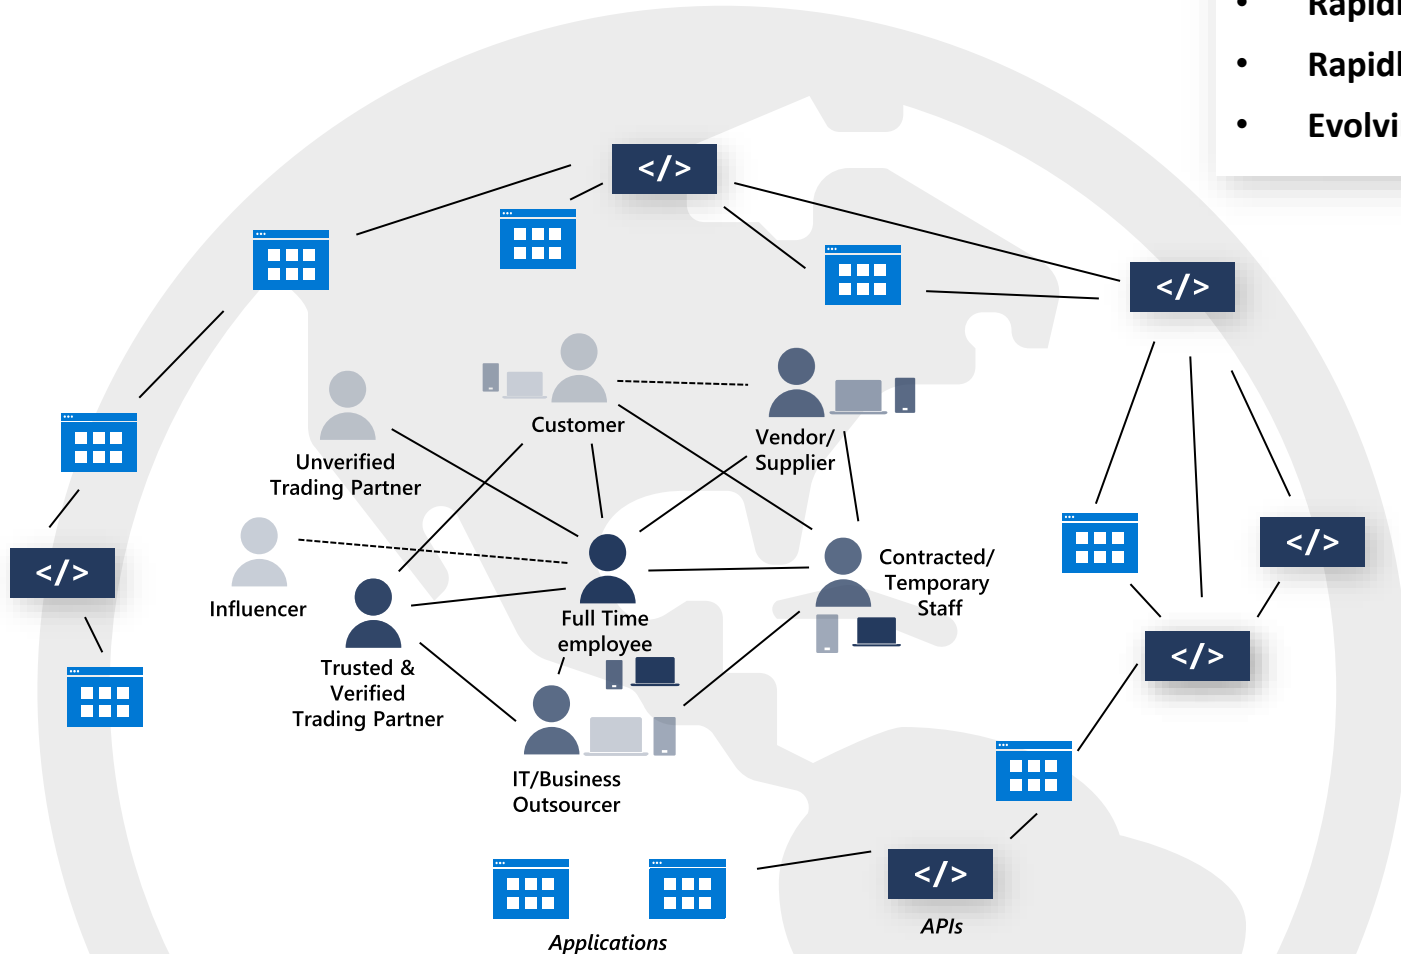 •
• 
• Evolvi
</>
</>
Customer
Vendor/
Supplier
Unverified
Trading Partner
</>
Contracted/
Temporary
Staff
</>
Influencer
Full Time
employee
</>
Trusted &
Verified
Trading Partner
IT/Business
Outsourcer
</>
APIs
Applications